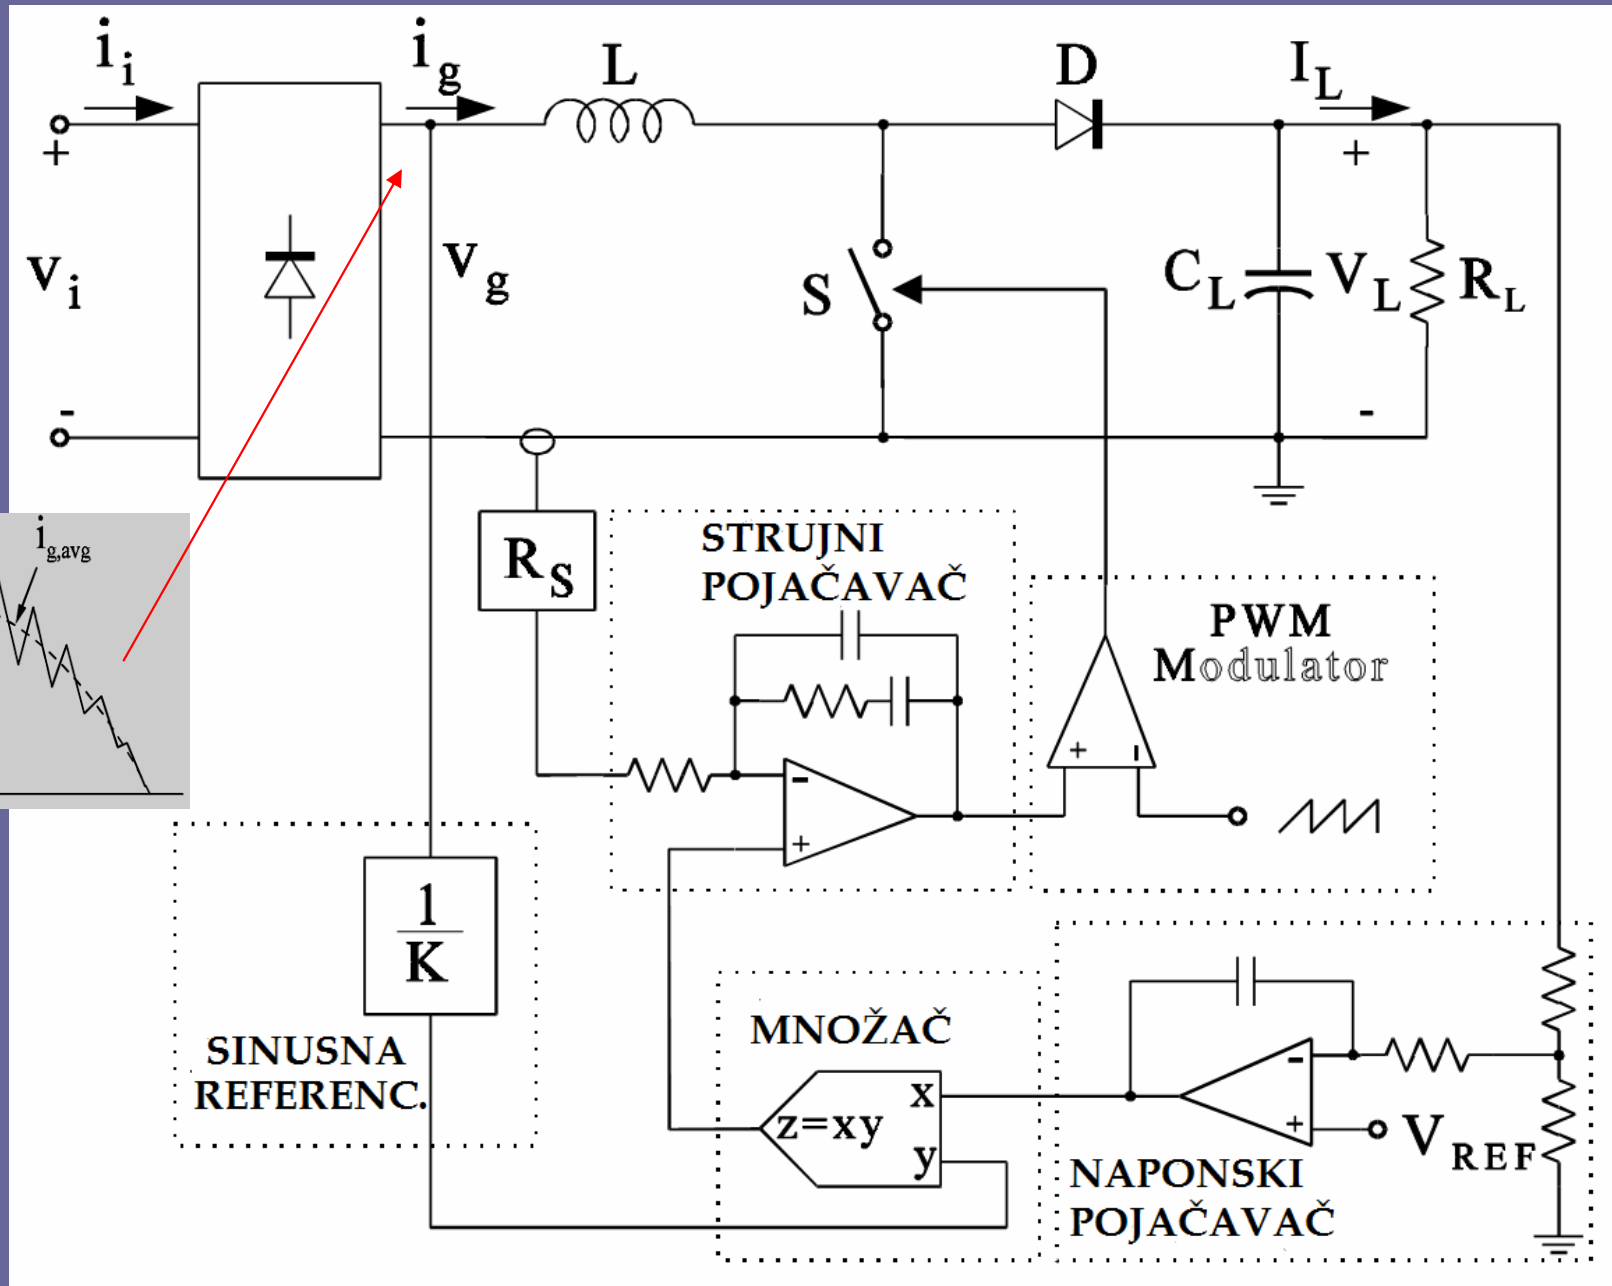 i i
i g
L
D
I L
+
+
v i
v g
S
C L
V L
R L
-
-
i g,avg
R S
STRUJNI
POJAČAVAČ
PWM
Modulator
-
+
+
-
1
K
SINUSNA
REFERENC.
MNOŽAČ
x
z=xy
y
-
+
V REF
NAPONSKI
POJAČAVAČ